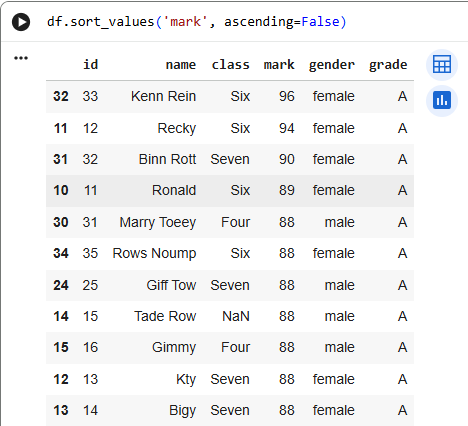 df.sort_values('mark', ascending=False)
id name class mark gender grade
32 33 Kenn Rein Six 96 female A
11 12 Recky Six 94 female A
31 32 Binn Rott Seven 90 female A
10 11 Ronald Six 89 female A
30 31 Marry Toeey Four 88 male A
34 35 Rows Noump Six 88 female A
24 25 Giff Tow Seven 88 male A
14 15 Tade Row NaN 88 male A
15 16 Gimmy Four 88 male A
12 13 Kty Seven 88 female A
13 14 Bigy Seven 88 female A